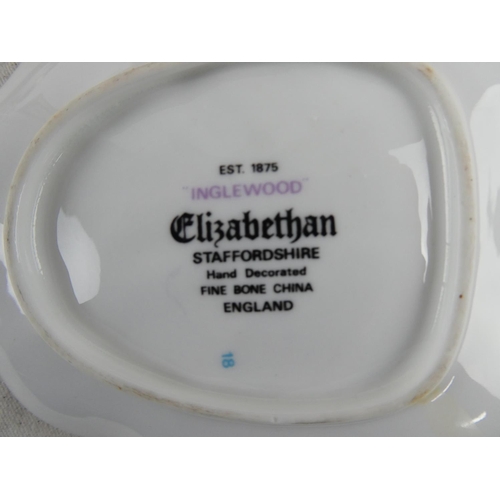 EST. 1875
"INGLEWOOD"
Elizabethan
STAFFORDSHIRE
Hand Decorated
FINE BONE CHINA
ENGLAND
18